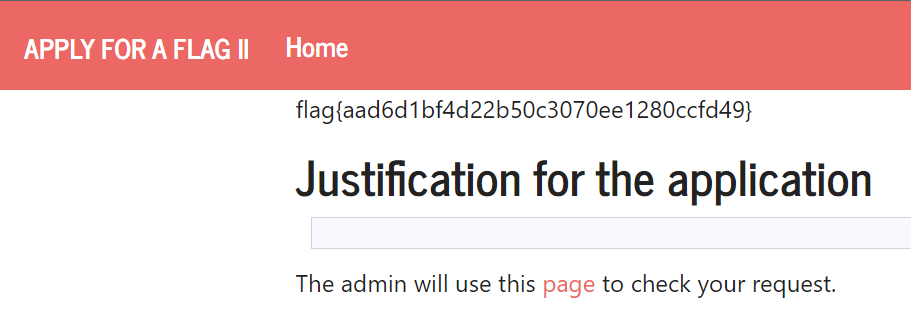 APPLY FOR A FLAG II Home
flag{aad6d1bf4d22b50c3070ee1280ccfd49}
Justification for the application
The admin will use this page to check your request.